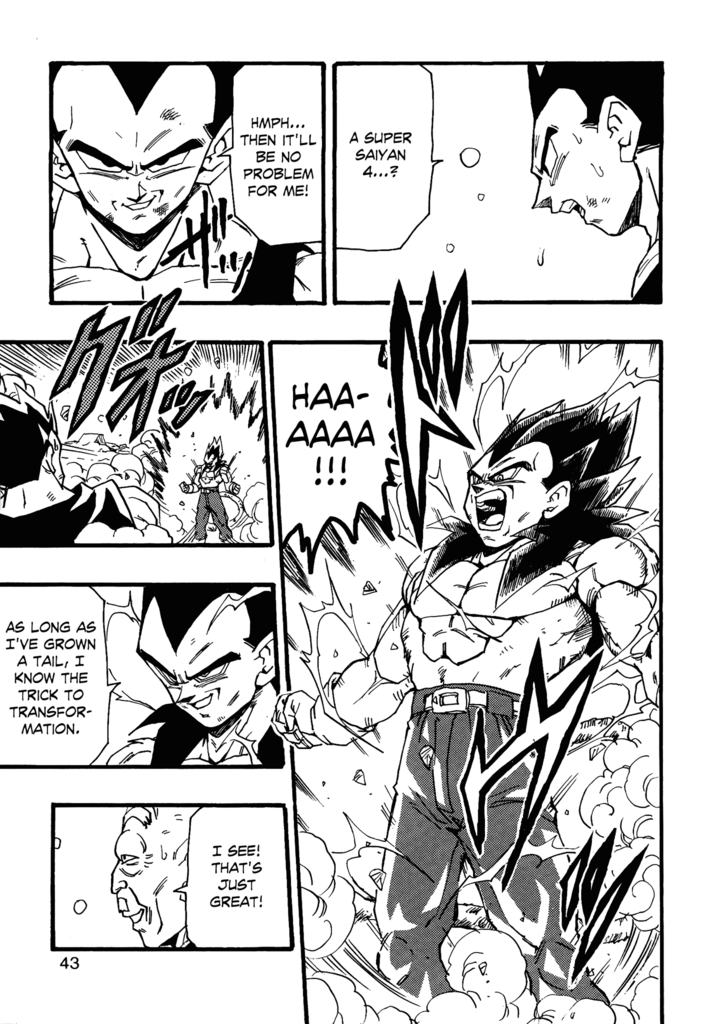 A SUPER
SAIYAN
4...?
HMPH...
THEN IT'LL
BE NO
PROBLEM
FOR ME!
HAA-
AAAA
!!!
AS LONG AS
I'VE GROWN
A TAIL, I
KNOW THE
TRICK TO
TRANSFOR-
MATION.
I SEE!
THAT'S
JUST
GREAT!
43